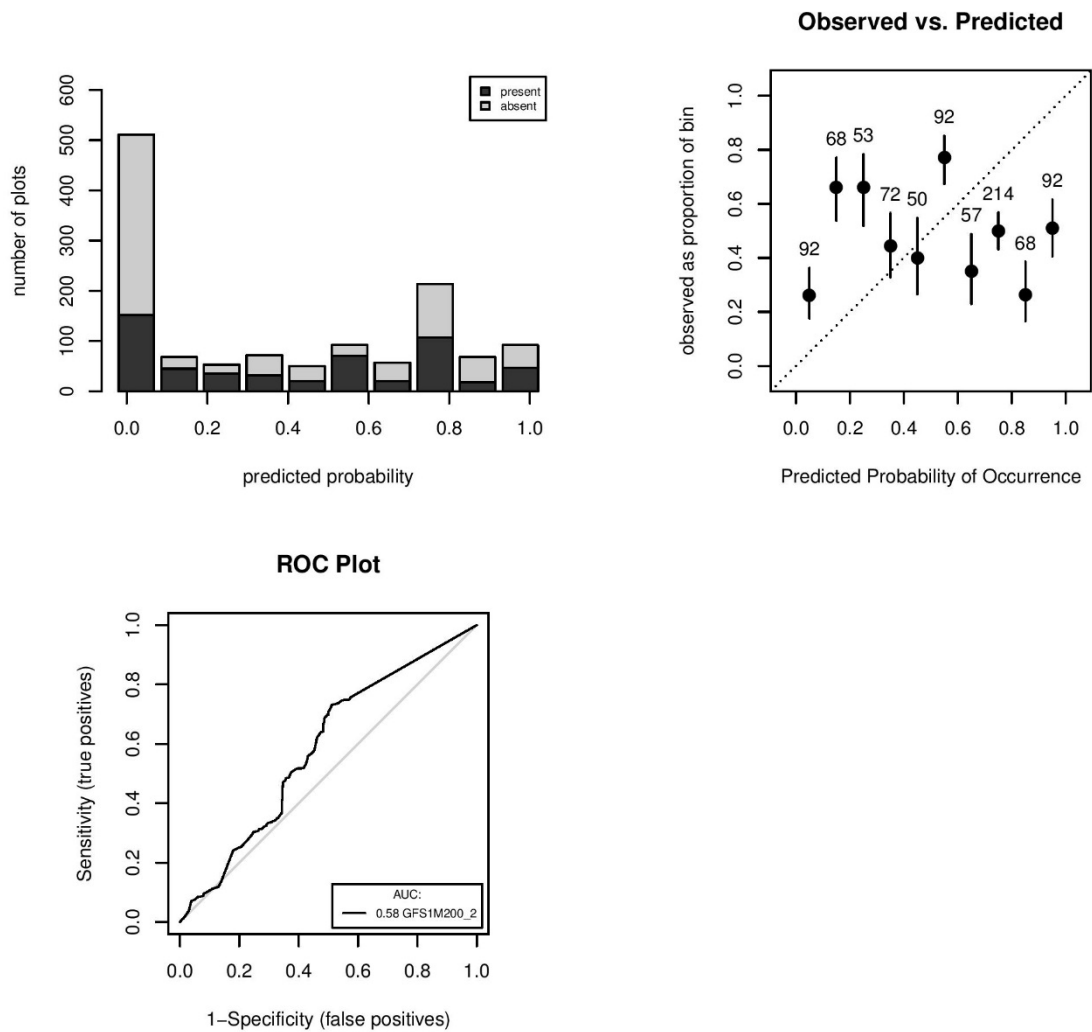 number of plots
600
500
400
300
200
100
0
present
absent
0.0 0.2 0.4 0.6 0.8 1.0
predicted probability
Observed vs. Predicted
observed as proportion of bin
1.0
0.8
0.6
0.4
0.2
0.0
92 68 53 72 50 92 57 214 68 92
0.0 0.2 0.4 0.6 0.8 1.0
Predicted Probability of Occurrence
ROC Plot
Sensitivity (true positives)
1.0
0.8
0.6
0.4
0.2
0.0
AUC:
0.58 GFS1M200_2
0.0 0.2 0.4 0.6 0.8 1.0
1−Specificity (false positives)